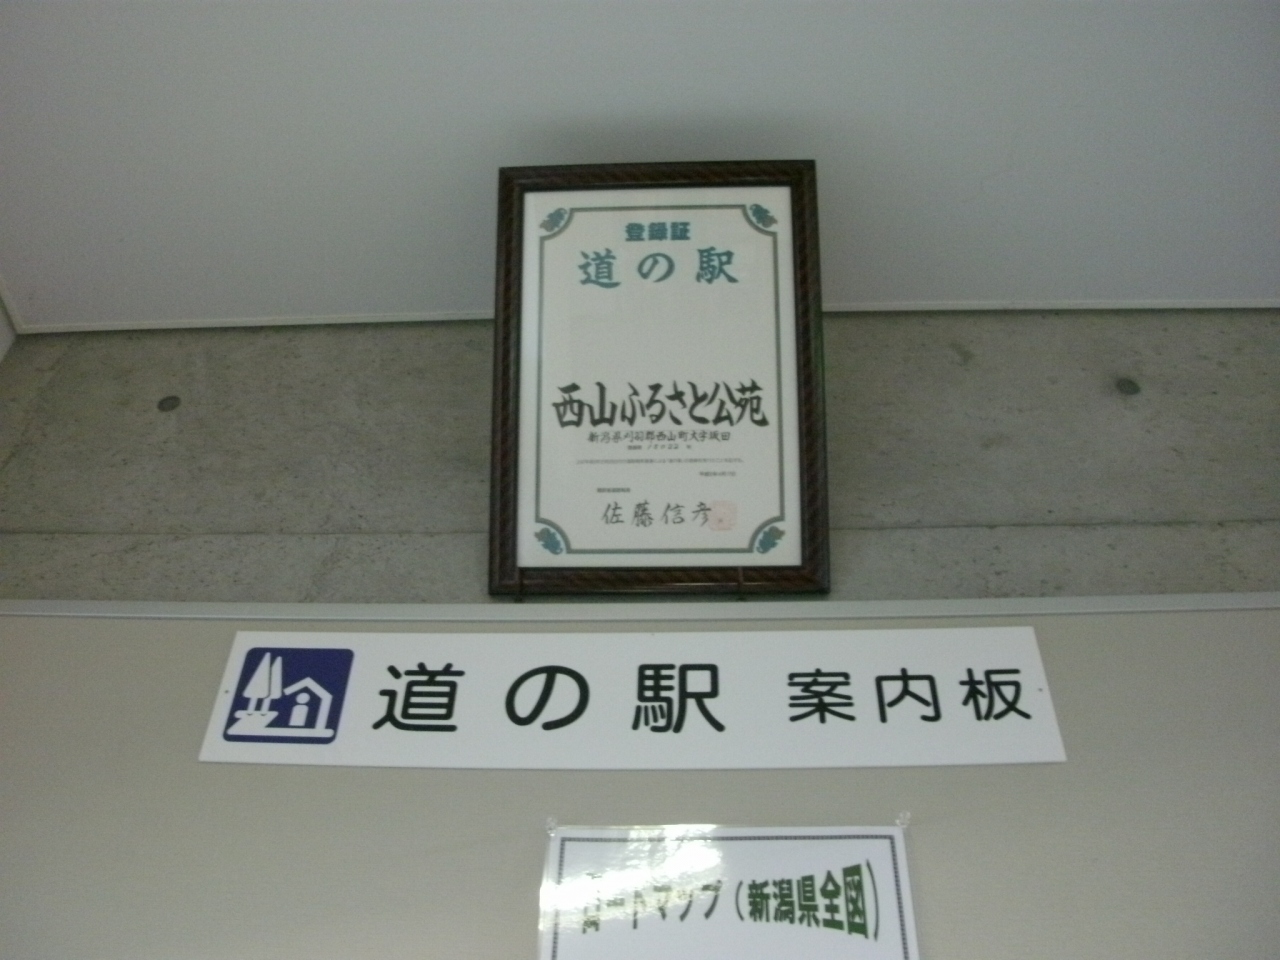 登録証
道の駅
西山ふるさと公苑
新潟県刈羽郡西山町大字坂田
佐藤信彦
道の駅 案内板
ロードマップ(新潟県全図)